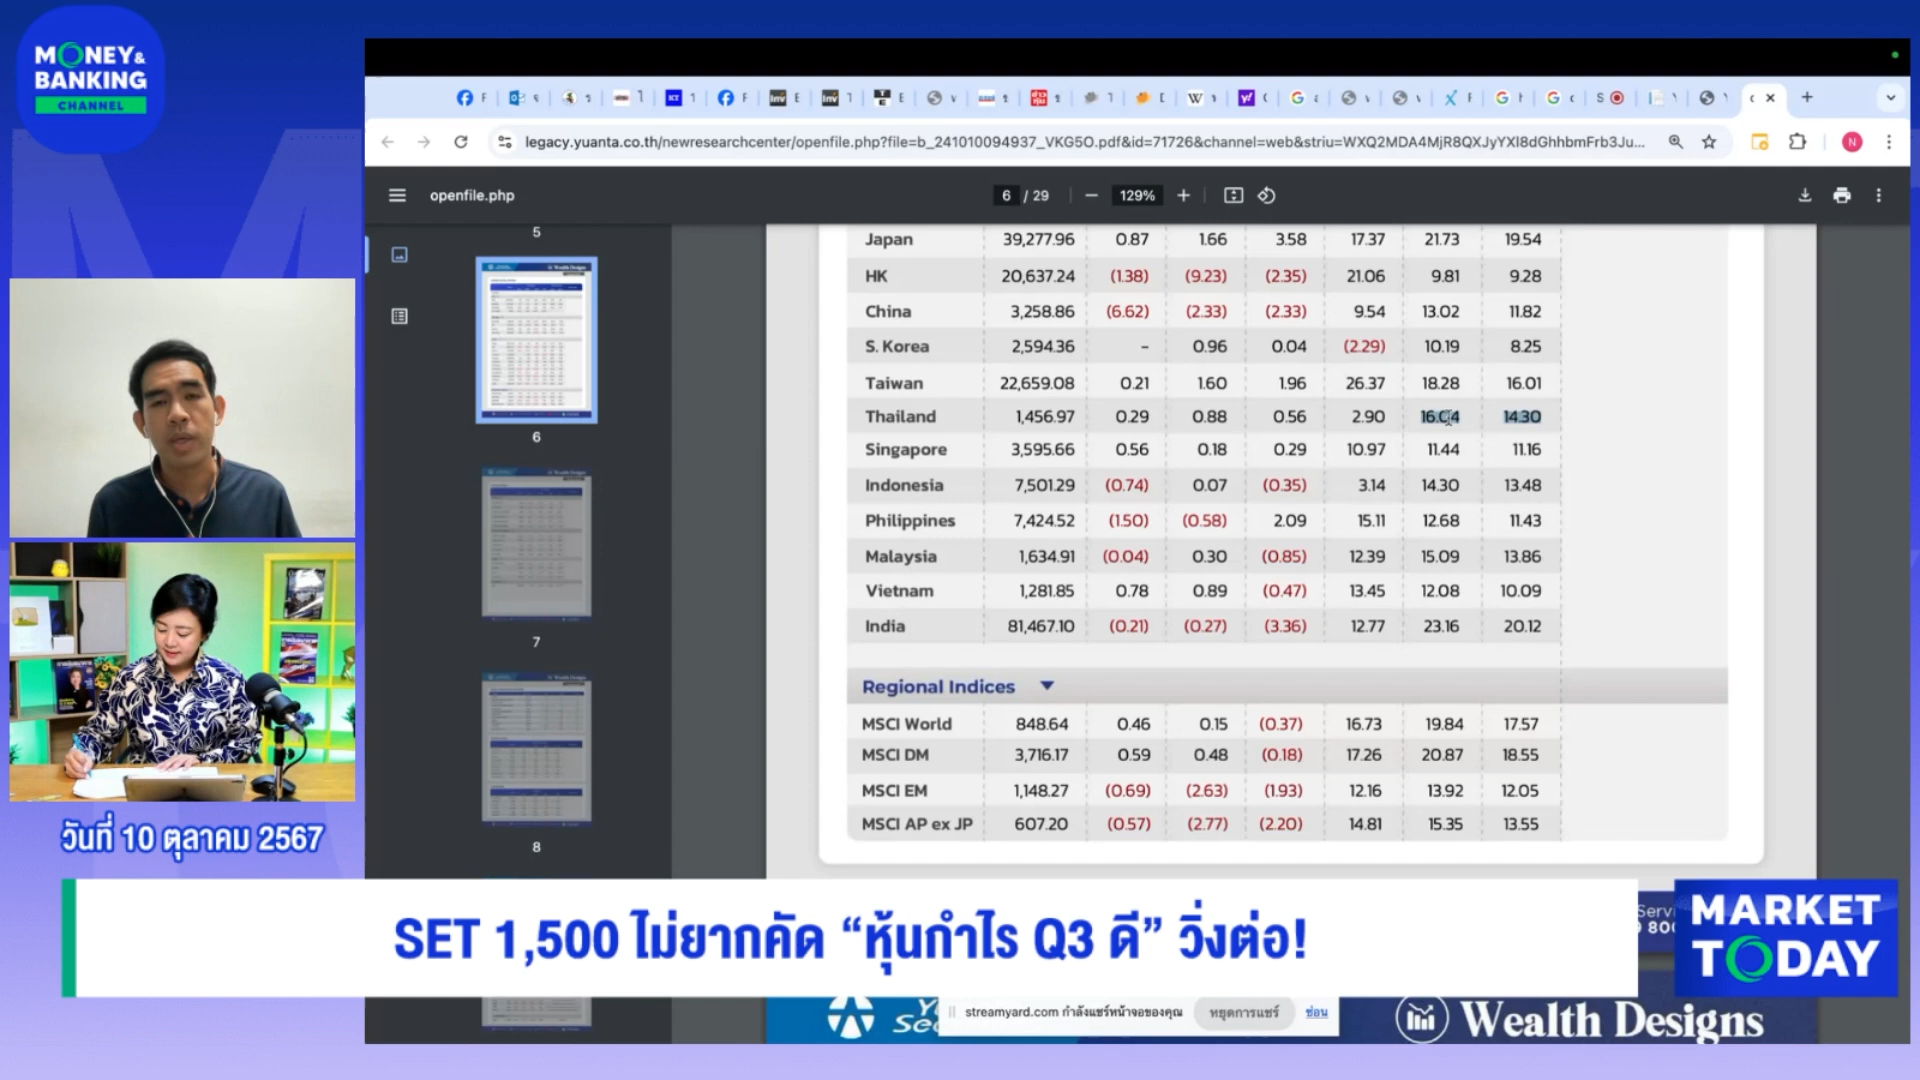 MONEY&
BANKING
CHANNEL
legacy.yuanta.co.th/newresearchcenter/openfile.php?file=b_241010094937_VKG5O.pdf&id=71726&channel=web&striu=WXQ2MDA4MjR8QXJyYXl8dGhhbmFrb3Ju...
openfile.php
6 / 29
129%
5
6
7
8
Japan 39,277.96 0.87 1.66 3.58 17.37 21.73 19.54
HK 20,637.24 (1.38) (9.23) (2.35) 21.06 9.81 9.28
China 3,258.86 (6.62) (2.33) (2.33) 9.54 13.02 11.82
S. Korea 2,594.36 - 0.96 0.04 (2.29) 10.19 8.25
Taiwan 22,659.08 0.21 1.60 1.96 26.37 18.28 16.01
Thailand 1,456.97 0.29 0.88 0.56 2.90 16.04 14.30
Singapore 3,595.66 0.56 0.18 0.29 10.97 11.44 11.16
Indonesia 7,501.29 (0.74) 0.07 (0.35) 3.14 14.30 13.48
Philippines 7,424.52 (1.50) (0.58) 2.09 15.11 12.68 11.43
Malaysia 1,634.91 (0.04) 0.30 (0.85) 12.39 15.09 13.86
Vietnam 1,281.85 0.78 0.89 (0.47) 13.45 12.08 10.09
India 81,467.10 (0.21) (0.27) (3.36) 12.77 23.16 20.12
Regional Indices
MSCI World 848.64 0.46 0.15 (0.37) 16.73 19.84 17.57
MSCI DM 3,716.17 0.59 0.48 (0.18) 17.26 20.87 18.55
MSCI EM 1,148.27 (0.69) (2.63) (1.93) 12.16 13.92 12.05
MSCI AP ex JP 607.20 (0.57) (2.77) (2.20) 14.81 15.35 13.55
วันที่ 10 ตุลาคม 2567
SET 1,500 ไม่ยากคัด “หุ้นกำไร Q3 ดี” วิ่งต่อ!
MARKET
TODAY
streamyard.com กำลังแชร์หน้าจอของคุณ
หยุดการแชร์
ซ่อน
Wealth Designs